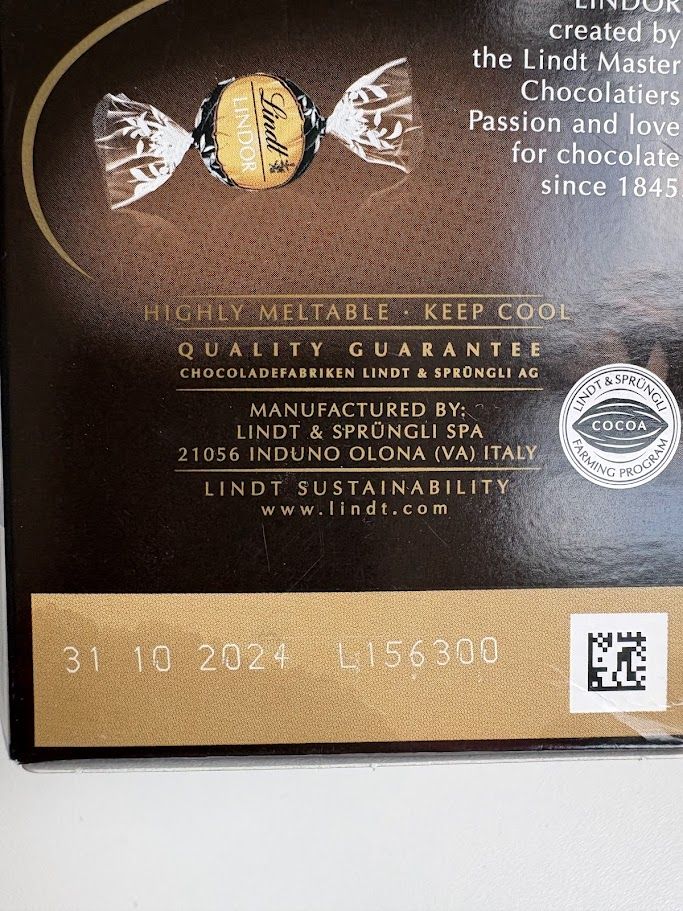 LINDOR
created by
the Lindt Master
Chocolatiers
Passion and love
for chocolate
since 1845
Lindt
LINDOR
HIGHLY MELTABLE · KEEP COOL
QUALITY GUARANTEE
CHOCOLADEFABRIKEN LINDT & SPRÜNGLI AG
MANUFACTURED BY:
LINDT & SPRÜNGLI SPA
21056 INDUNO OLONA (VA) ITALY
LINDT & SPRÜNGLI
COCOA
FARMING PROGRAM
LINDT SUSTAINABILITY
www.lindt.com
31 10 2024 L156300